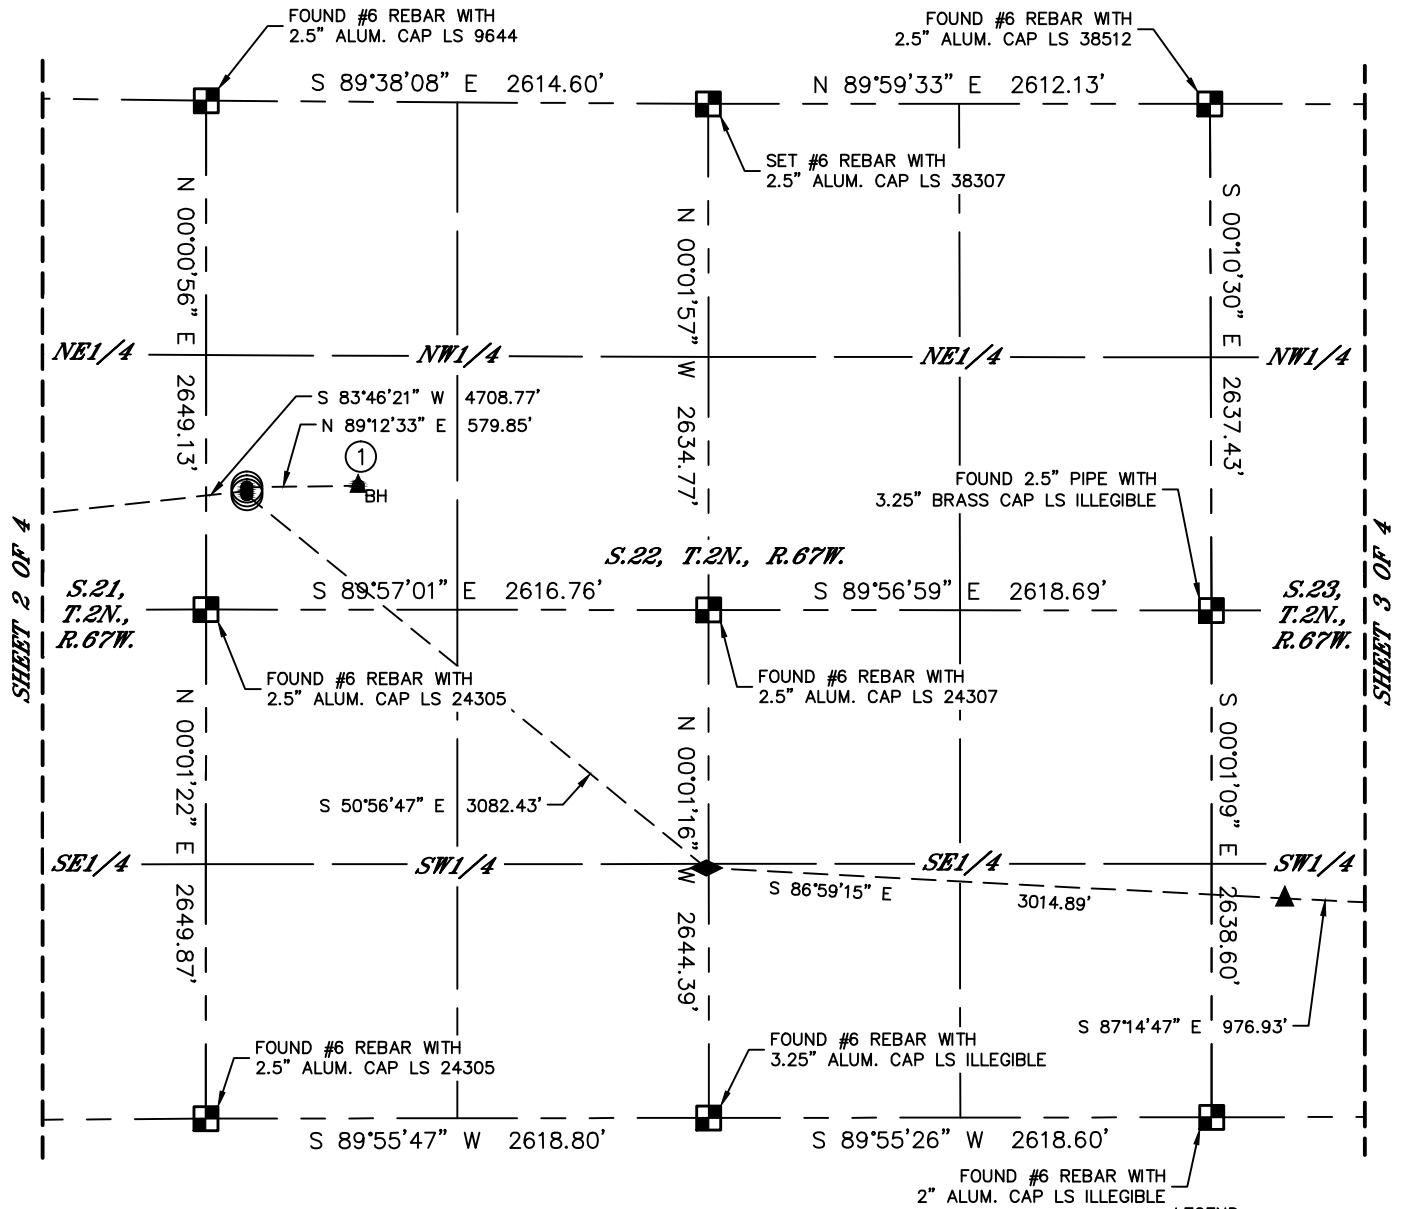 FOUND #6 REBAR WITH
2.5" ALUM. CAP LS 9644
FOUND #6 REBAR WITH
2.5" ALUM. CAP LS 38512
S 89°38'08" E 2614.60'
N 89°59'33" E 2612.13'
SET #6 REBAR WITH
2.5" ALUM. CAP LS 38307
N 00°00'56" E 2649.13'
N 00°01'57" W 2634.77'
S 00°10'30" E 2637.43'
NE1/4
NW1/4
NE1/4
NW1/4
S 83°46'21" W 4708.77'
N 89°12'33" E 579.85'
1
BH
FOUND 2.5" PIPE WITH
3.25" BRASS CAP LS ILLEGIBLE
SHEET 2 OF 4
SHEET 3 OF 4
S.22, T.2N., R.67W.
S.21,
T.2N.,
R.67W.
S 89°57'01" E 2616.76'
S 89°56'59" E 2618.69'
S.23,
T.2N.,
R.67W.
FOUND #6 REBAR WITH
2.5" ALUM. CAP LS 24305
FOUND #6 REBAR WITH
2.5" ALUM. CAP LS 24307
N 00°01'22" E 2649.87'
N 00°01'16" W 2644.39'
S 00°01'09" E 2638.60'
S 50°56'47" E 3082.43'
SE1/4
SW1/4
SE1/4
SW1/4
S 86°59'15" E 3014.89'
S 87°14'47" E 976.93'
FOUND #6 REBAR WITH
2.5" ALUM. CAP LS 24305
FOUND #6 REBAR WITH
3.25" ALUM. CAP LS ILLEGIBLE
S 89°55'47" W 2618.80'
S 89°55'26" W 2618.60'
FOUND #6 REBAR WITH
2" ALUM. CAP LS ILLEGIBLE